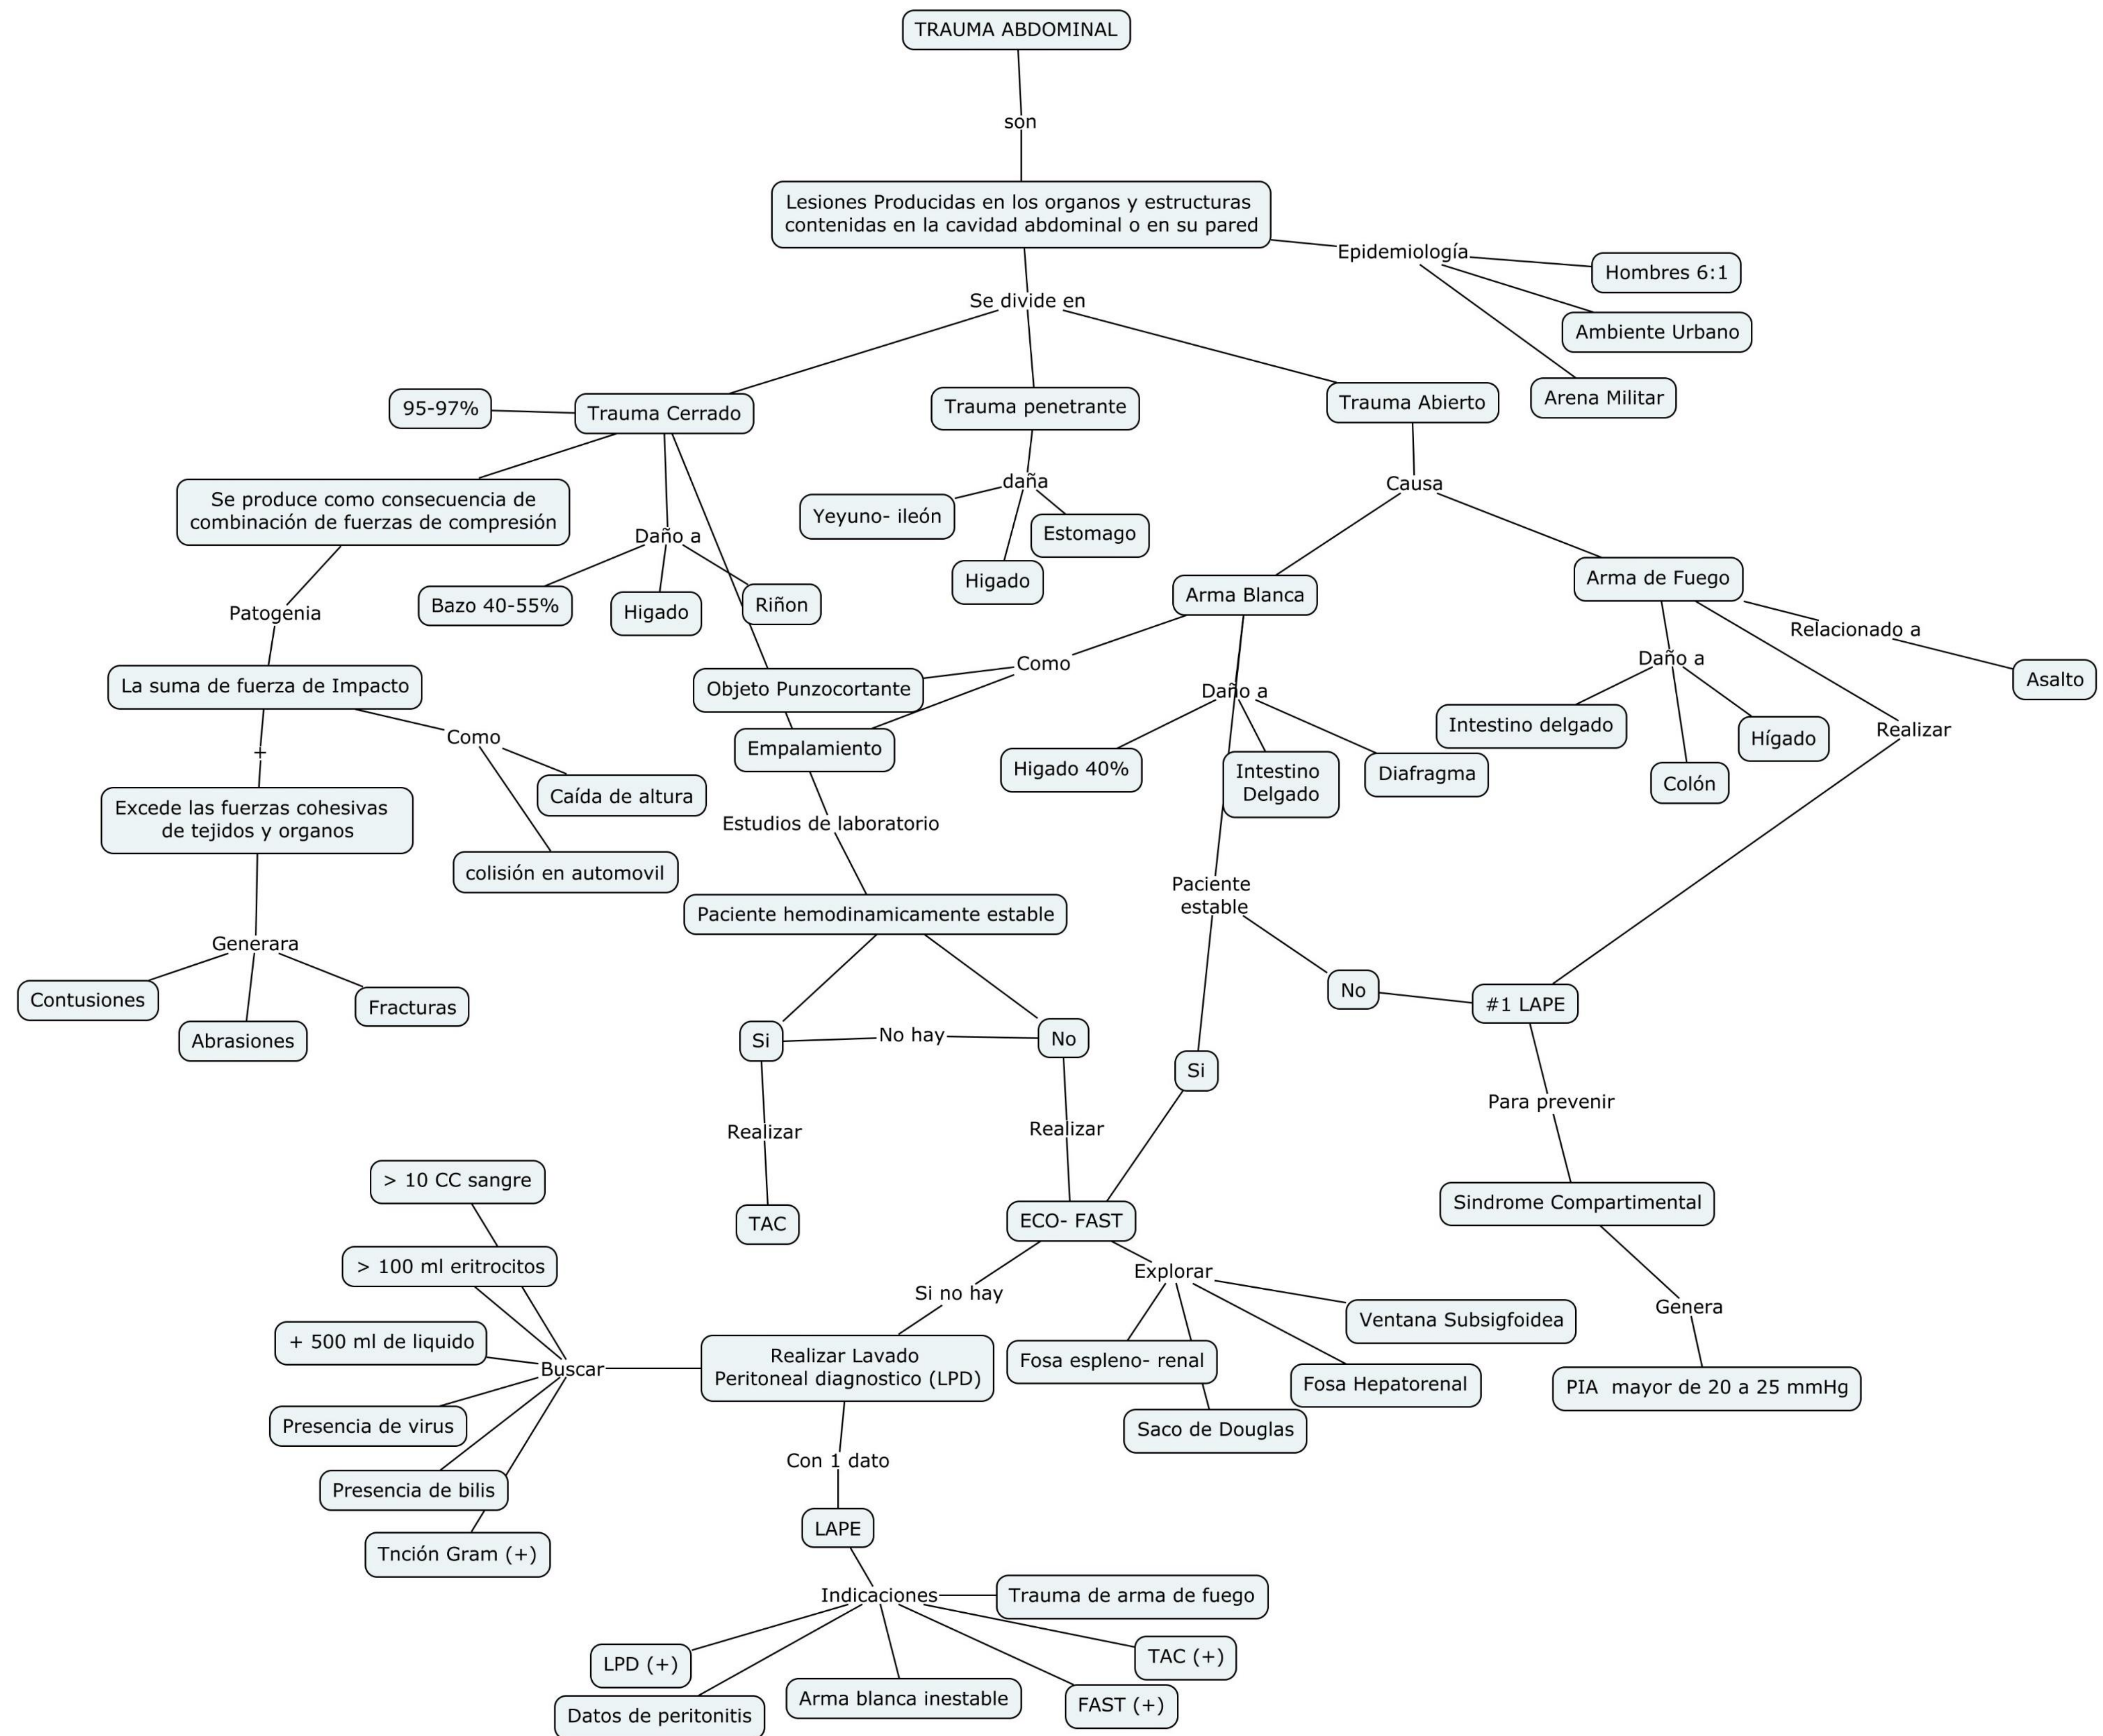 TRAUMA ABDOMINAL
son
Lesiones Producidas en los organos y estructuras
contenidas en la cavidad abdominal o en su pared
Epidemiología
Hombres 6:1
Ambiente Urbano
Arena Militar
Se divide en
95-97%
Trauma Cerrado
Trauma penetrante
Trauma Abierto
Se produce como consecuencia de
combinación de fuerzas de compresión
Daño a
Bazo 40-55%
Higado
Riñon
daña
Yeyuno- ileón
Estomago
Higado
Causa
Arma Blanca
Arma de Fuego
Relacionado a
Asalto
Patogenia
La suma de fuerza de Impacto
+
Como
Caída de altura
colisión en automovil
Excede las fuerzas cohesivas
de tejidos y organos
Generara
Contusiones
Abrasiones
Fracturas
Como
Objeto Punzocortante
Empalamiento
Daño a
Higado 40%
Intestino
Delgado
Diafragma
Daño a
Intestino delgado
Colón
Hígado
Realizar
Estudios de laboratorio
Paciente hemodinamicamente estable
Si
No hay
No
Realizar
TAC
Realizar
Paciente
estable
No
Si
#1 LAPE
Para prevenir
Sindrome Compartimental
Genera
PIA mayor de 20 a 25 mmHg
ECO- FAST
Explorar
Ventana Subsigfoidea
Fosa espleno- renal
Fosa Hepatorenal
Saco de Douglas
Si no hay
Realizar Lavado
Peritoneal diagnostico (LPD)
Buscar
> 10 CC sangre
> 100 ml eritrocitos
+ 500 ml de liquido
Presencia de virus
Presencia de bilis
Tnción Gram (+)
Con 1 dato
LAPE
Indicaciones
Trauma de arma de fuego
TAC (+)
FAST (+)
Arma blanca inestable
LPD (+)
Datos de peritonitis